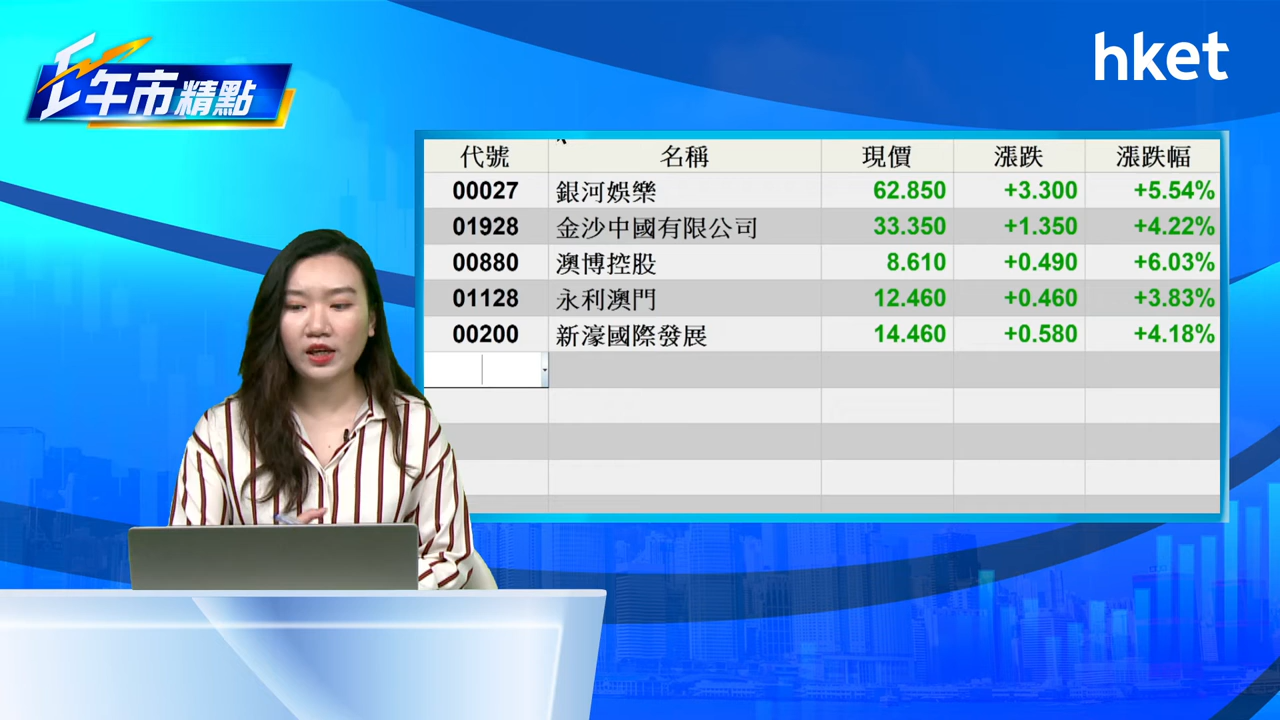 上午市精點
hket
代號 名稱 現價 漲跌 漲跌幅
00027 銀河娛樂 62.850 +3.300 +5.54%
01928 金沙中國有限公司 33.350 +1.350 +4.22%
00880 澳博控股 8.610 +0.490 +6.03%
01128 永利澳門 12.460 +0.460 +3.83%
00200 新濠國際發展 14.460 +0.580 +4.18%